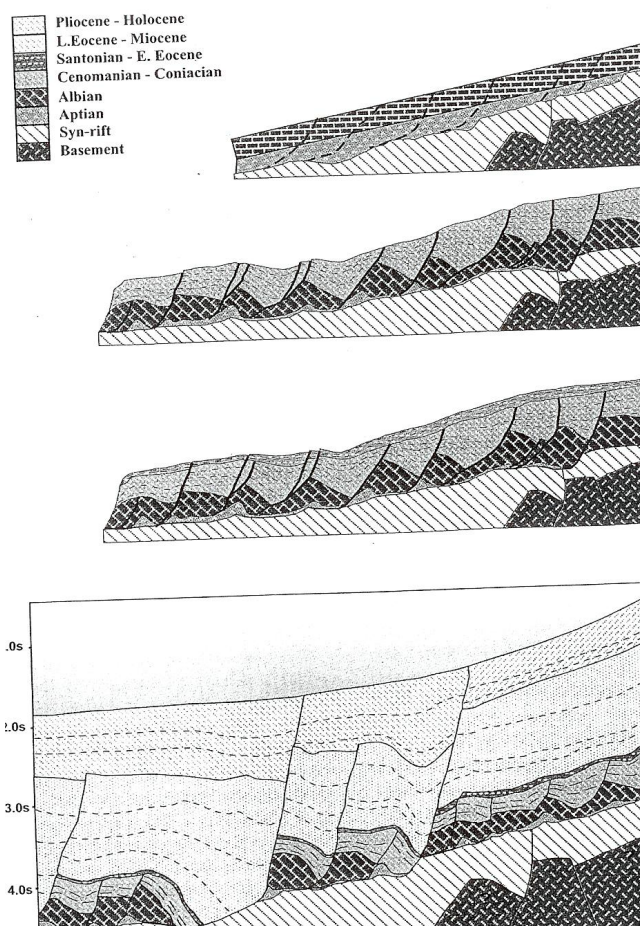 Pliocene - Holocene
L.Eocene - Miocene
Santonian - E. Eocene
Cenomanian - Coniacian
Albian
Aptian
Syn-rift
Basement
.0s
2.0s
3.0s
4.0s